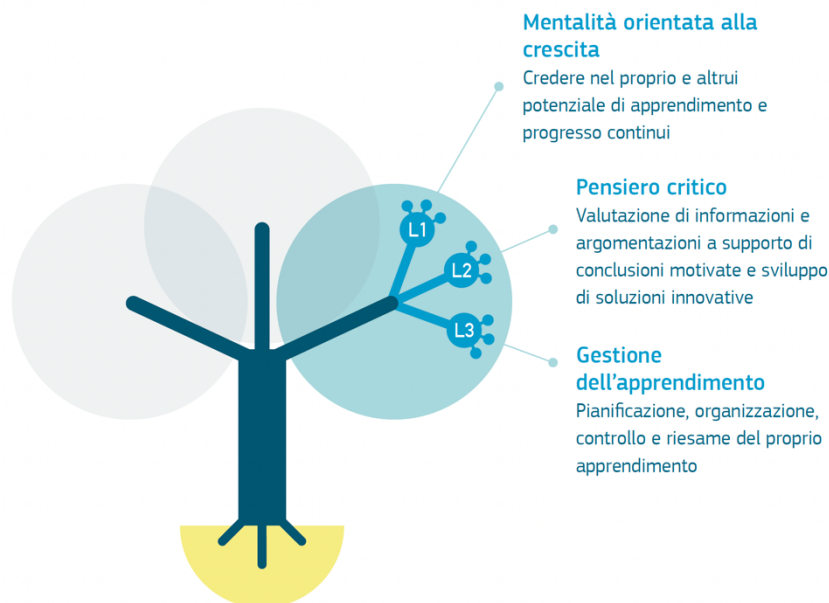 Mentalità orientata alla
crescita
Credere nel proprio e altrui
potenziale di apprendimento e
progresso continui
L1
Pensiero critico
Valutazione di informazioni e
argomentazioni a supporto di
conclusioni motivate e sviluppo
di soluzioni innovative
L2
L3
Gestione
dell'apprendimento
Pianificazione, organizzazione,
controllo e riesame del proprio
apprendimento